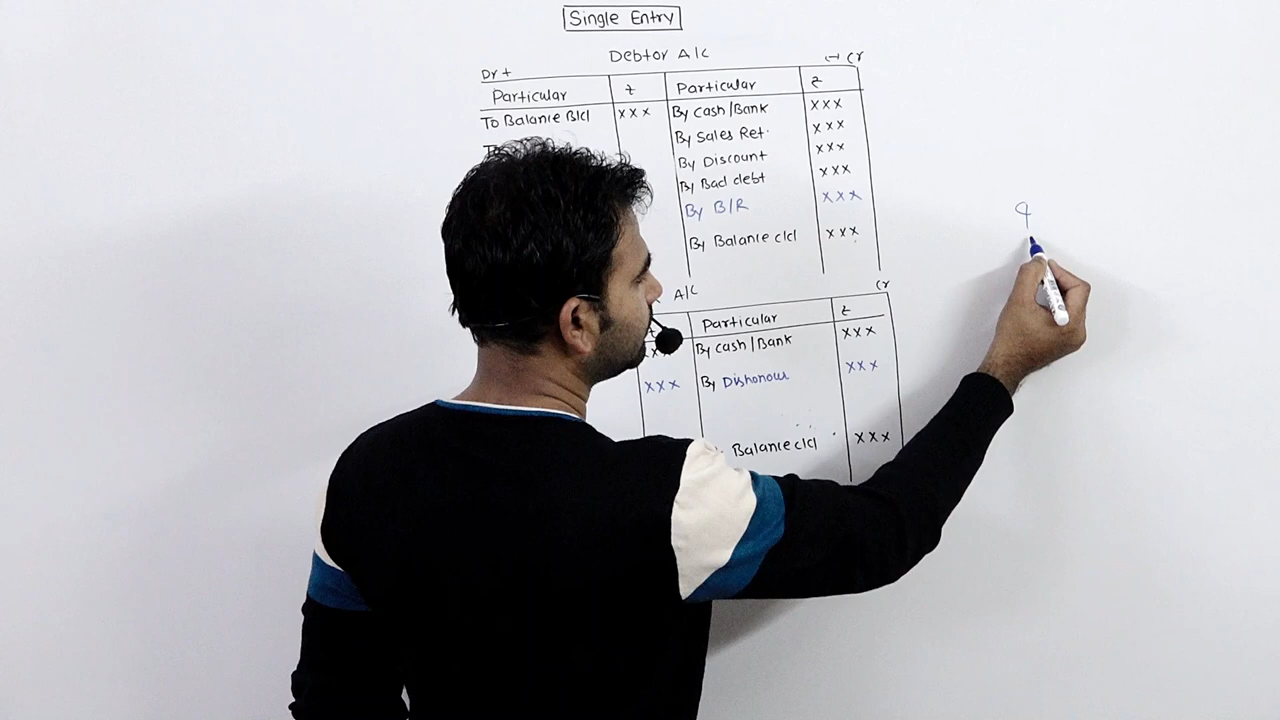 Single Entry
Debtor A/C
Dr + (-) Cr
Particular ₹ Particular ₹
To Balance B/d XXX By Cash/Bank XXX
By Sales Ret. XXX
By Discount XXX
By Bad debt XXX
By B/R XXX
By Balance c/d XXX
A/C Cr
Particular ₹
By Cash/Bank XXX
XXX By Dishonour XXX
Balance c/d XXX